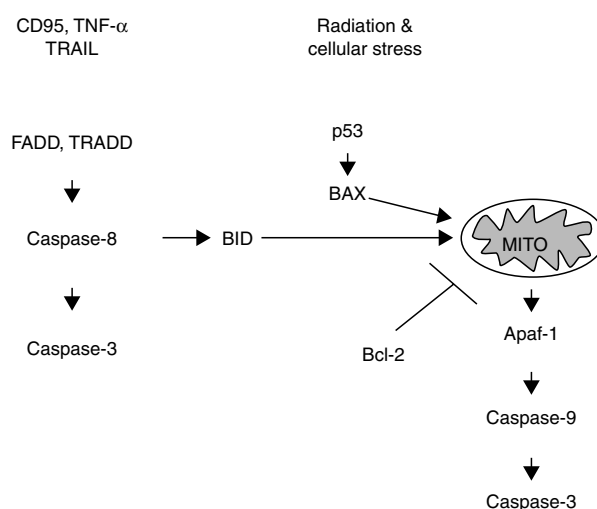 CD95, TNF-α
TRAIL
Radiation &
cellular stress
FADD, TRADD
p53
BAX
Caspase-8
BID
MITO
Caspase-3
Bcl-2
Apaf-1
Caspase-9
Caspase-3